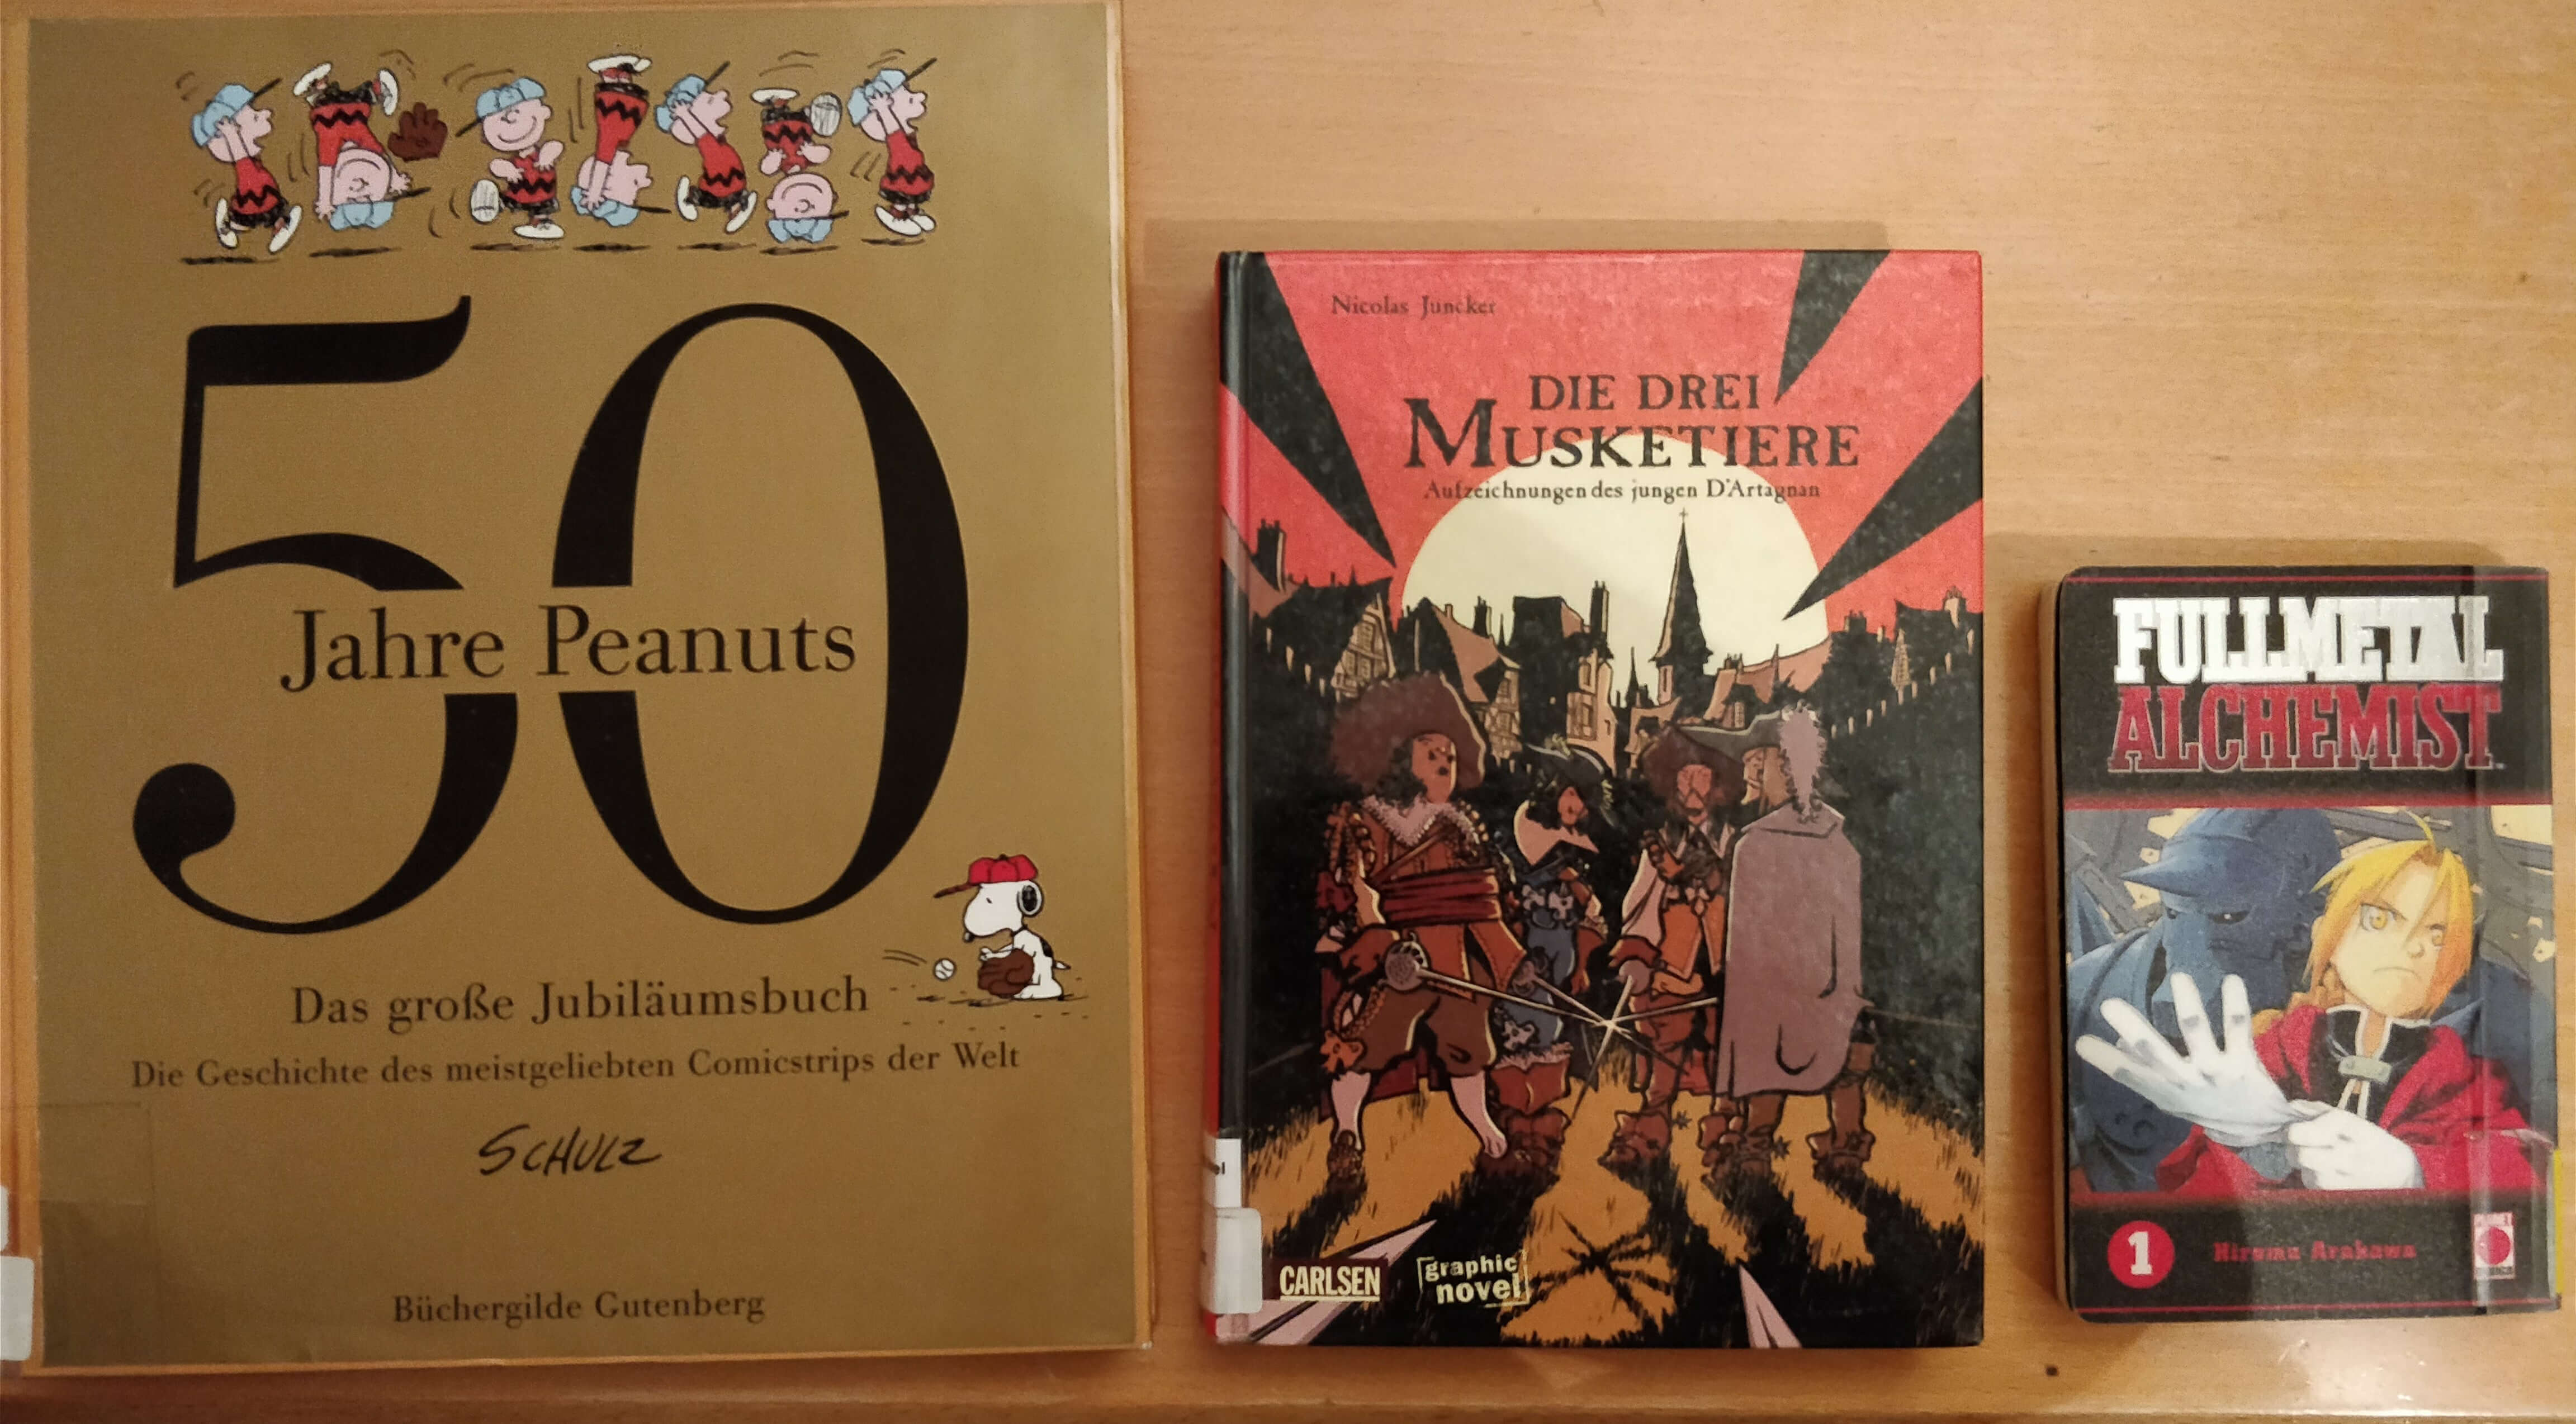 50
Jahre Peanuts
Das große Jubiläumsbuch
Die Geschichte des meistgeliebten Comicstrips der Welt
SCHULZ
Büchergilde Gutenberg
Nicolas Juncker
DIE DREI
MUSKETIERE
Aufzeichnungen des jungen D'Artagnan
CARLSEN
graphic
novel
FULLMETAL
ALCHEMIST
1
Hiromu Arakawa